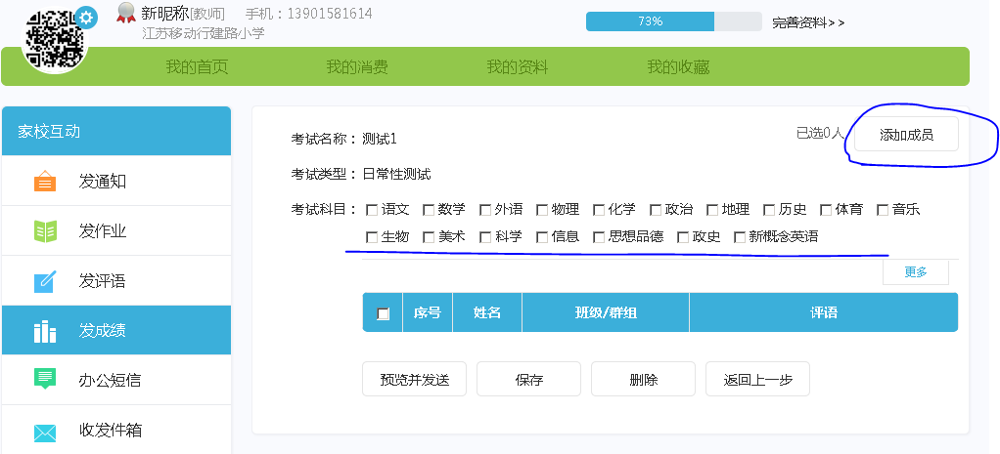 新昵称[教师] 手机：13901581614
江苏移动行建路小学
73% 完善资料>>
我的首页 我的消费 我的资料 我的收藏
家校互动
发通知
发作业
发评语
发成绩
办公短信
收发件箱
考试名称：测试1
已选0人 添加成员
考试类型：日常性测试
考试科目：语文 数学 外语 物理 化学 政治 地理 历史 体育 音乐
生物 美术 科学 信息 思想品德 政史 新概念英语
更多
序号 姓名 班级/群组 评语
预览并发送 保存 删除 返回上一步